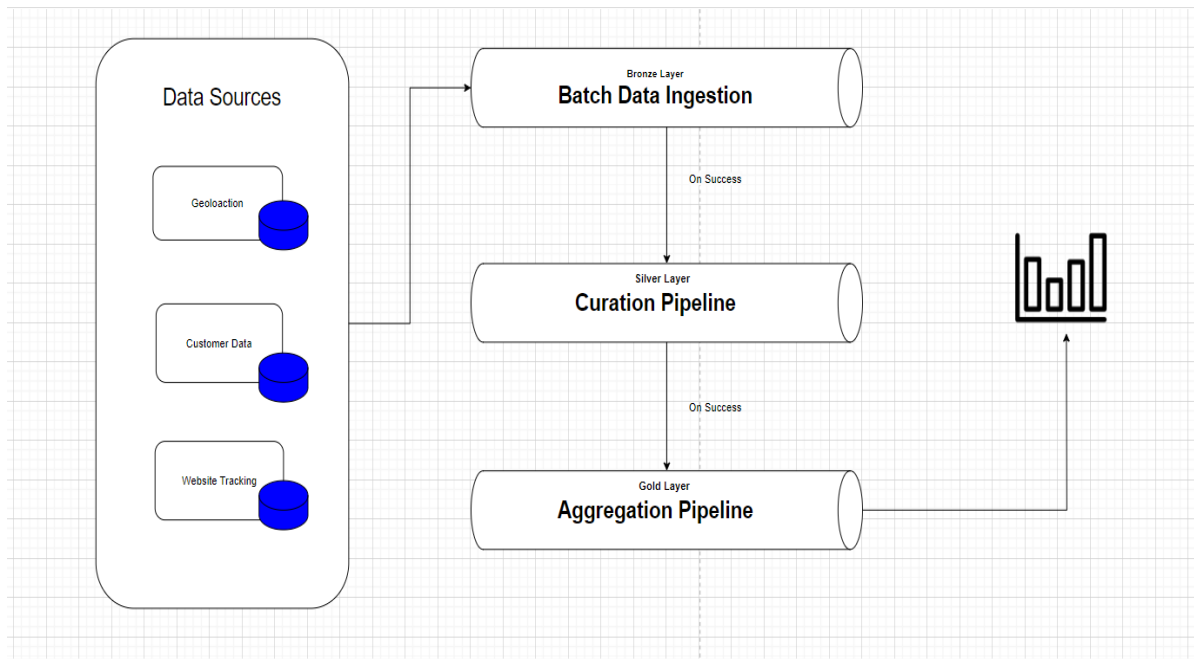 Data Sources
Geoloaction
Customer Data
Website Tracking
Bronze Layer
Batch Data Ingestion
On Success
Silver Layer
Curation Pipeline
On Success
Gold Layer
Aggregation Pipeline